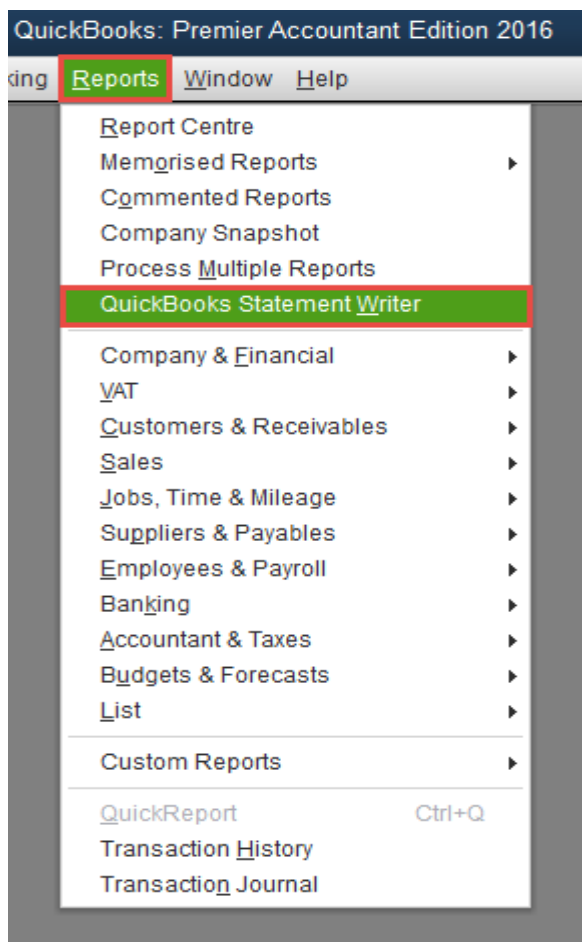 QuickBooks: Premier Accountant Edition 2016
Reports Window Help
Report Centre
Memorised Reports
Commented Reports
Company Snapshot
Process Multiple Reports
QuickBooks Statement Writer
Company & Financial
VAT
Customers & Receivables
Sales
Jobs, Time & Mileage
Suppliers & Payables
Employees & Payroll
Banking
Accountant & Taxes
Budgets & Forecasts
List
Custom Reports
QuickReport Ctrl+Q
Transaction History
Transaction Journal